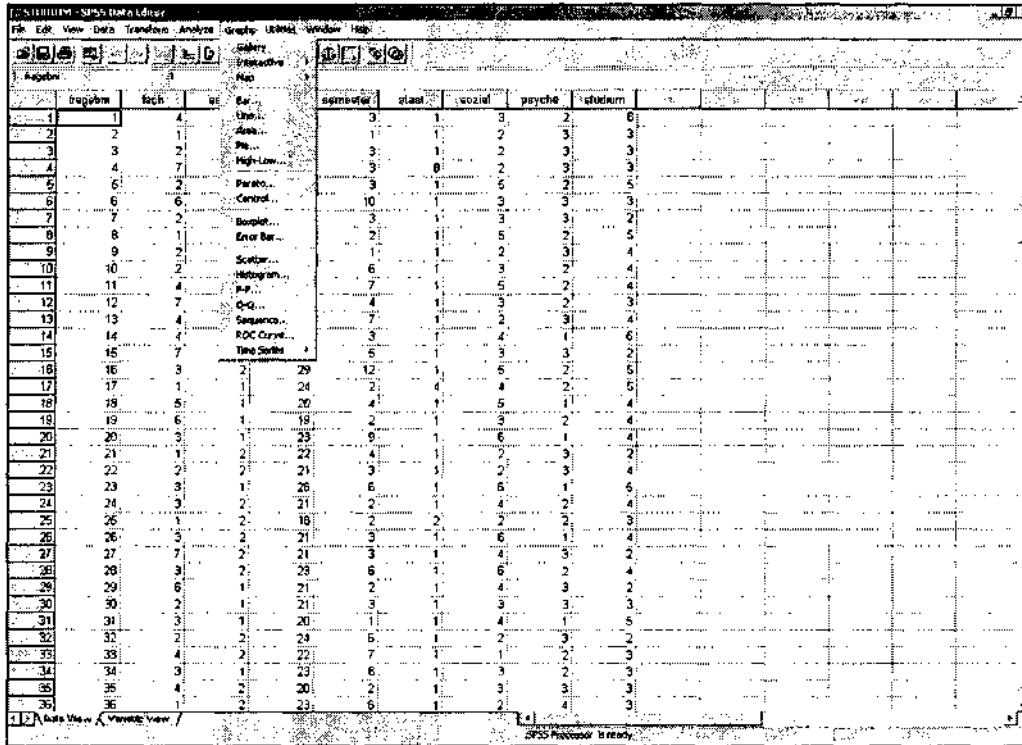 STUDIUM - SPSS Data Editor
File Edit View Data Transform Analyze Graphs Utilities Window Help
1: fragebnr 1
fragebnr fach semester staat sozial psyche studium
Gallery
Interactive
Map
Bar...
Line...
Area...
Pie...
High-Low...
Pareto...
Control...
Boxplot...
Error Bar...
Scatter...
Histogram...
P-P...
Q-Q...
Sequence...
ROC Curve...
Time Series
1 1 4 3 1 3 2
2 2 1 1 1 2 3 3
3 3 2 3 1 2 3 3
4 4 7 3 2 3 3
5 5 2 3 1 5 2 5
6 6 6 10 1 3 3 3
7 7 2 3 1 3 3 2
8 8 1 2 1 5 2 5
9 9 2 1 1 2 3 4
10 10 2 6 1 3 2 4
11 11 4 7 1 5 2 4
12 12 7 4 1 3 2 3
13 13 4 7 1 2 3 4
14 14 4 3 1 4 1 6
15 15 7 5 1 3 3 2
16 16 3 2 29 12 1 2
17 17 1 1 24 2 4 4 2
18 18 5 1 20 4 1 5 1 4
19 19 6 1 19 2 1 3 2 4
20 20 3 1 23 9 1 6 1 4
21 21 1 2 22 4 1 2 3 2
22 22 2 2 21 3 1 2 3 4
23 23 3 1 26 6 1 6 1
24 24 3 2 21 2 1 4 2 4
25 25 1 2 18 2 2 2 2 3
26 26 3 2 21 3 1 6 1 4
27 27 7 2 21 3 1 4 3 2
28 28 3 2 23 6 1 6 2 4
29 29 6 1 21 2 1 4 3 2
30 30 2 1 21 3 1 3 3 3
31 31 3 1 20 1 1 4 1 5
32 32 2 2 24 1 2 3 2
33 33 4 2 22 7 1 1 2 3
34 34 3 1 23 6 1 3 2 3
35 35 4 2 20 2 1 3 3 3
36 36 1 2 23 6 1 2 4 3
Data View Variable View
SPSS Processor is ready